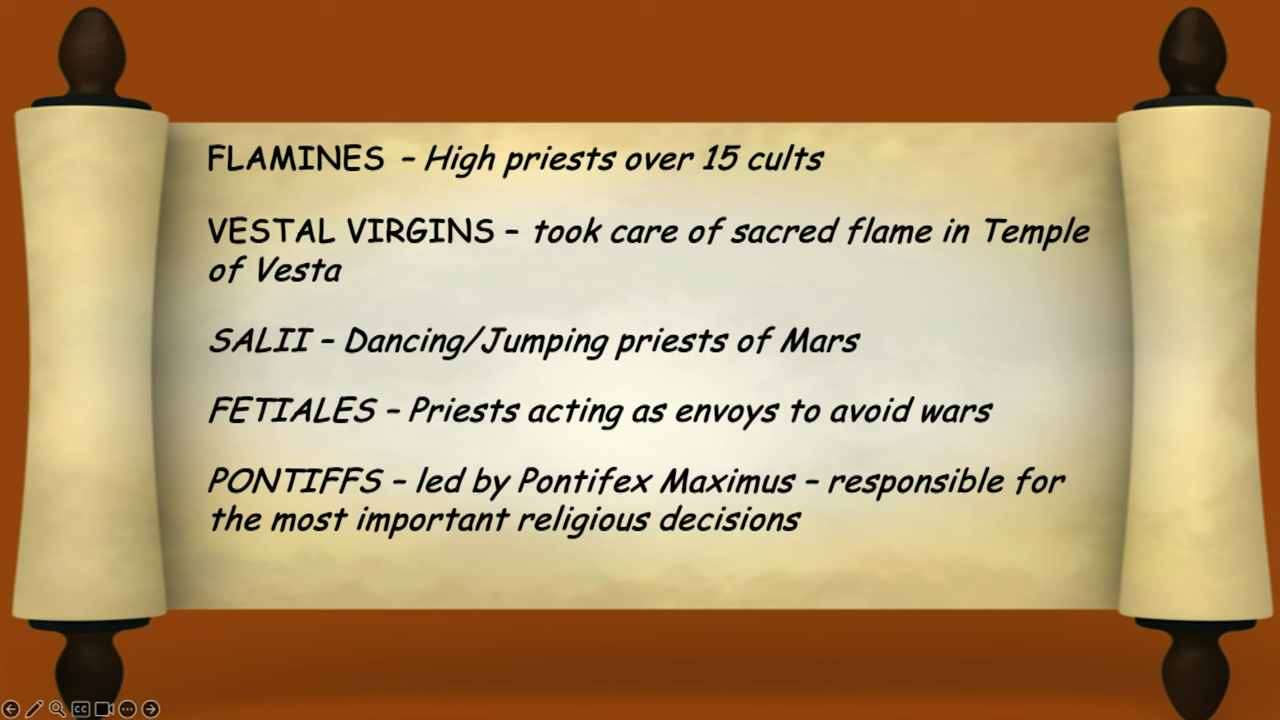 FLAMINES – High priests over 15 cults
VESTAL VIRGINS – took care of sacred flame in Temple
of Vesta
SALII – Dancing/Jumping priests of Mars
FETIALES – Priests acting as envoys to avoid wars
PONTIFFS – led by Pontifex Maximus – responsible for
the most important religious decisions
CC